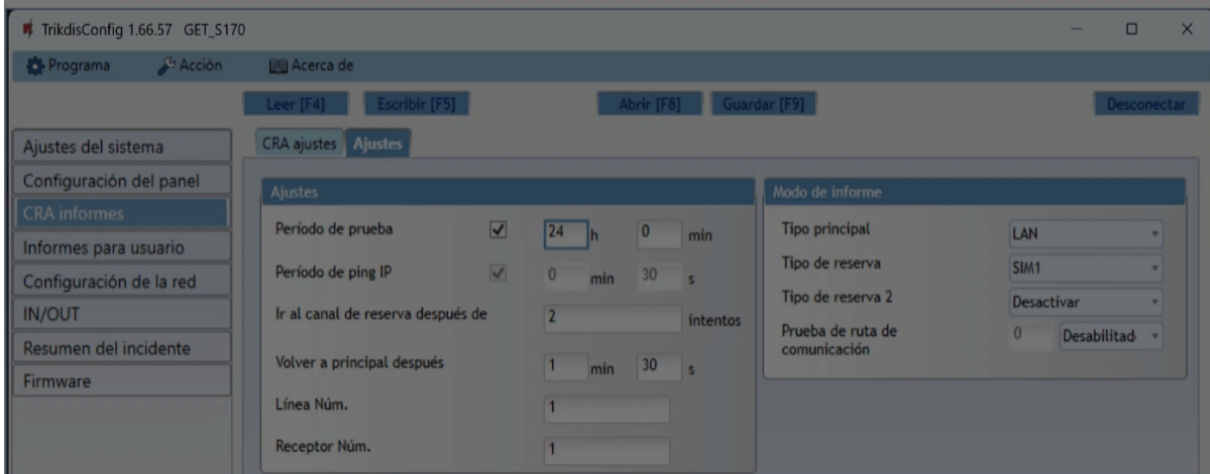 TrikdisConfig 1.66.57 GET_S170
Programa Acción Acerca de
Leer [F4] Escribir [F5] Abrir [F8] Guardar [F9] Desconectar
Ajustes del sistema
Configuración del panel
CRA informes
Informes para usuario
Configuración de la red
IN/OUT
Resumen del incidente
Firmware
CRA ajustes Ajustes
Ajustes
Período de prueba 24 h 0 min
Período de ping IP 0 min 30 s
Ir al canal de reserva después de 2 intentos
Volver a principal después 1 min 30 s
Línea Núm. 1
Receptor Núm. 1
Modo de informe
Tipo principal LAN
Tipo de reserva SIM1
Tipo de reserva 2 Desactivar
Prueba de ruta de
comunicación 0 Desabilitad